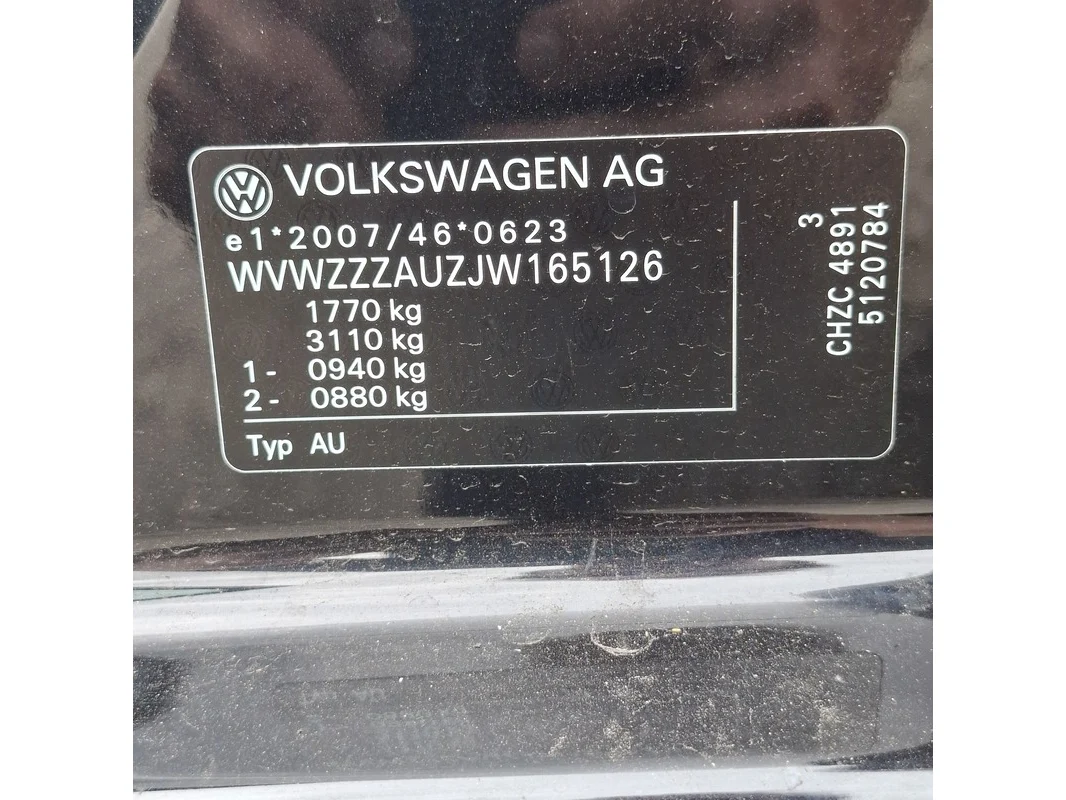 VOLKSWAGEN AG
e1*2007/46*0623
WVWZZZAUZJW165126
1770 kg
3110 kg
1- 0940 kg
2- 0880 kg
Typ AU
3
CHZC 4891
5120784